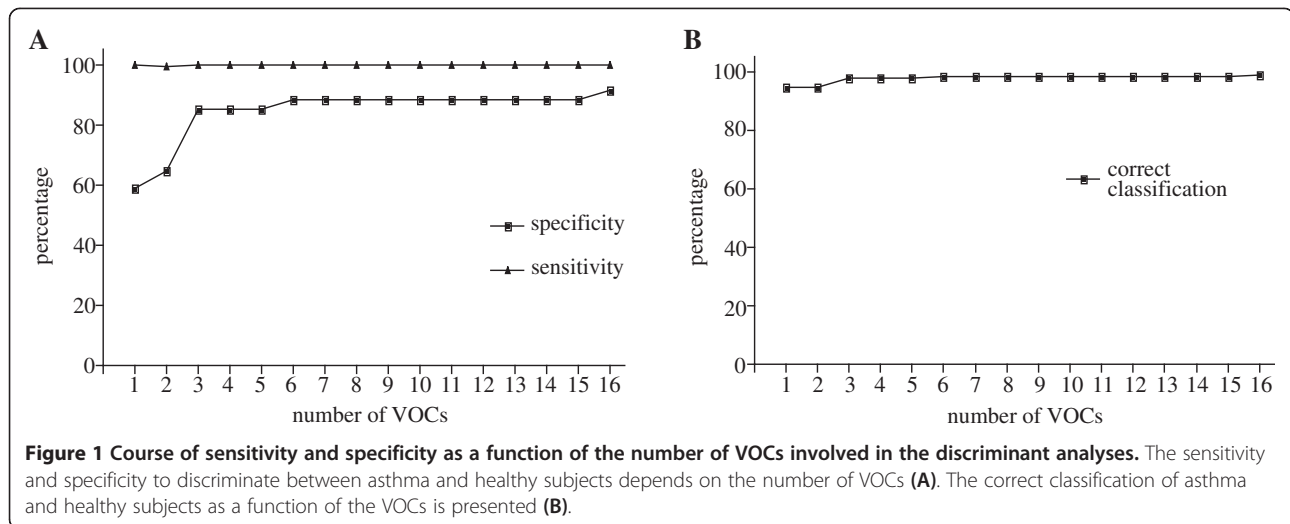 A
100
80
60
40
20
0
percentage
specificity
sensitivity
1 2 3 4 5 6 7 8 9 10 11 12 13 14 15 16
number of VOCs
B
100
80
60
40
20
0
percentage
correct
classification
1 2 3 4 5 6 7 8 9 10 11 12 13 14 15 16
number of VOCs
Figure 1 Course of sensitivity and specificity as a function of the number of VOCs involved in the discriminant analyses. The sensitivity
and specificity to discriminate between asthma and healthy subjects depends on the number of VOCs (A). The correct classification of asthma
and healthy subjects as a function of the VOCs is presented (B).